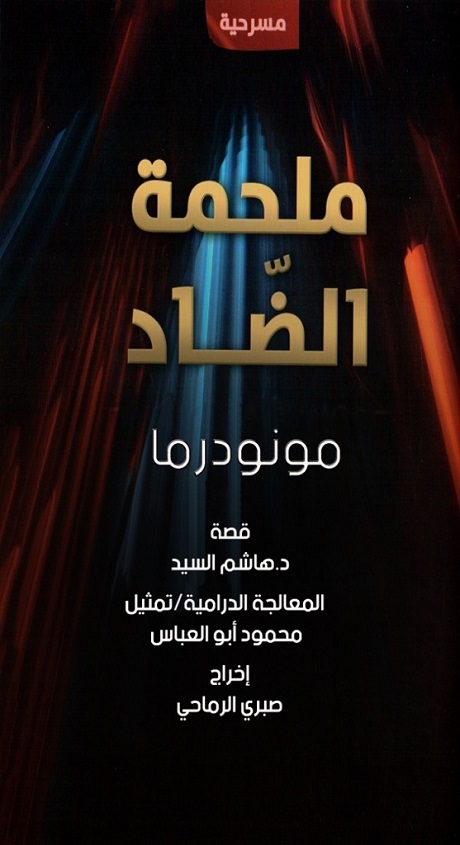 مسرحية
ملحمة
الضّاد
مونودرما
قصة
د.هاشم السيد
المعالجة الدرامية/تمثيل
محمود أبو العباس
إخراج
صبري الرماحي